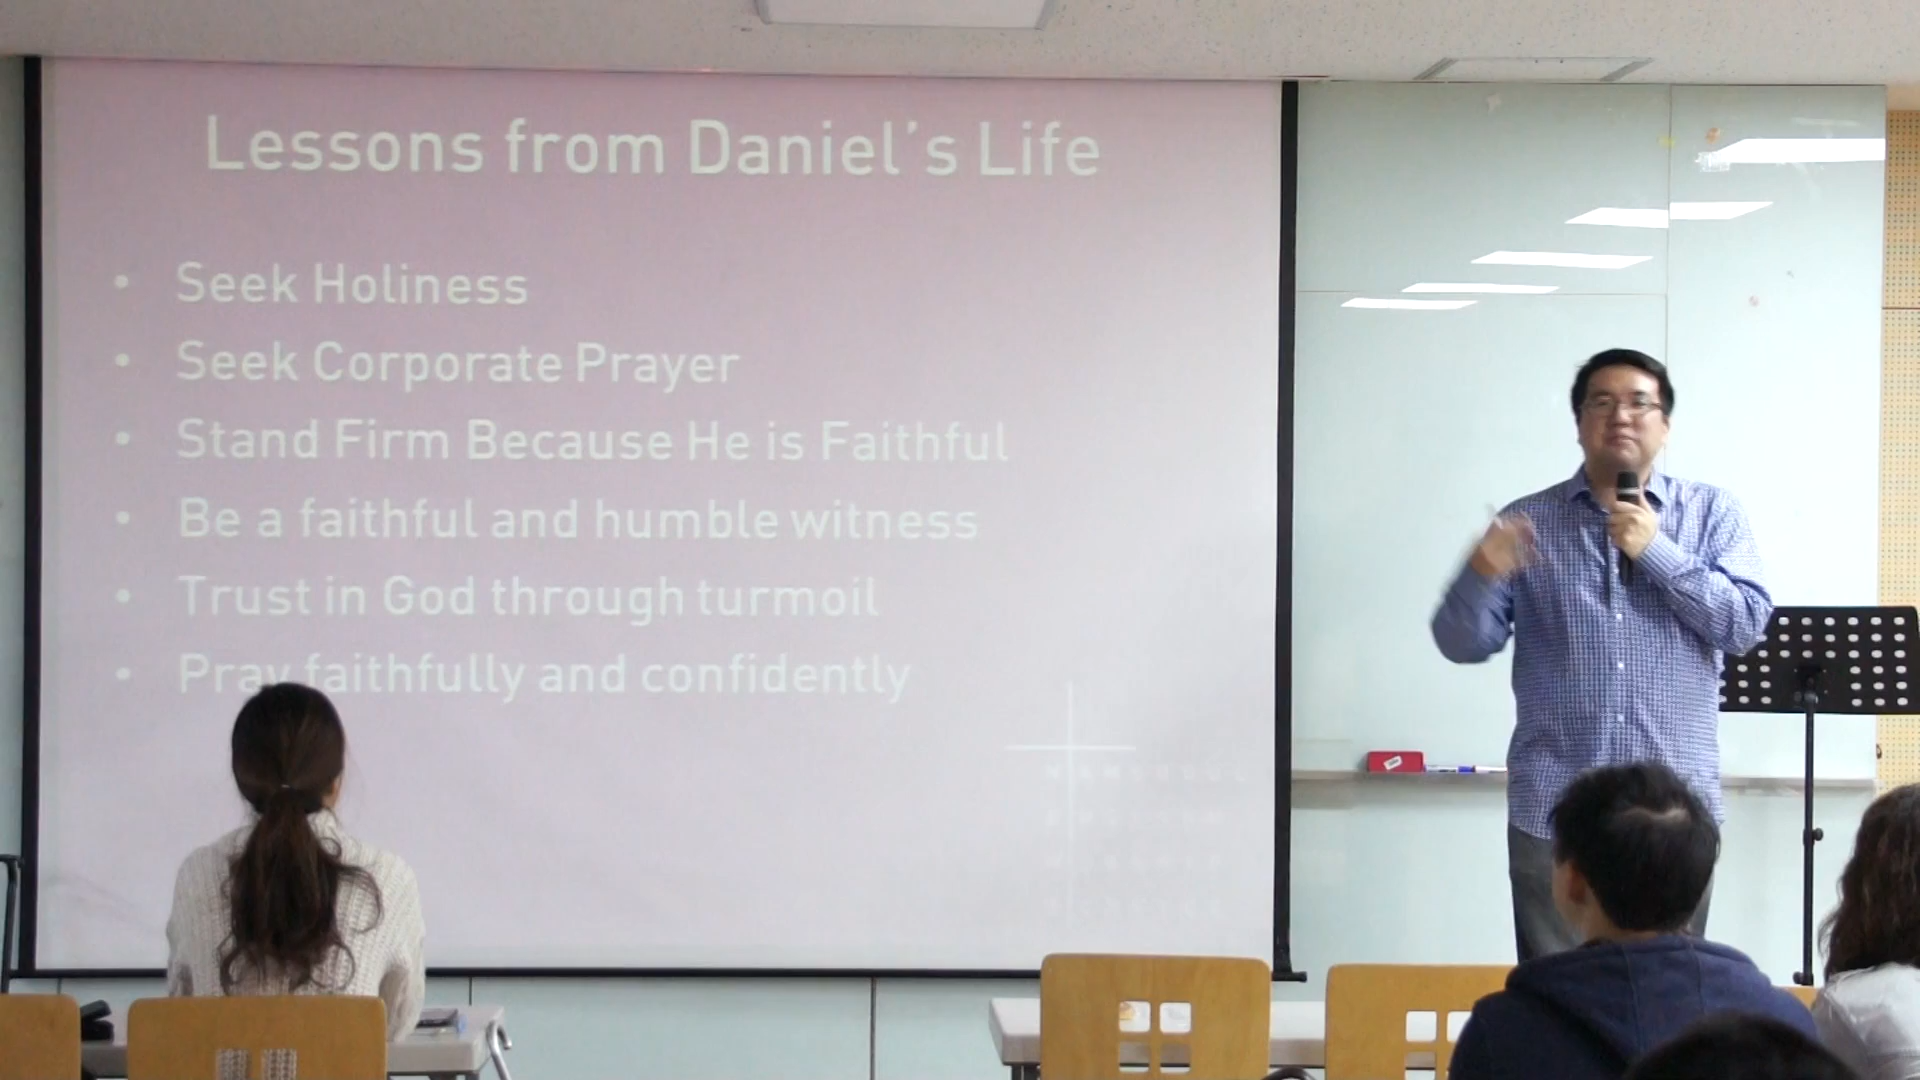 Lessons from Daniel's Life
• Seek Holiness
• Seek Corporate Prayer
• Stand Firm Because He is Faithful
• Be a faithful and humble witness
• Trust in God through turmoil
• Pray faithfully and confidently